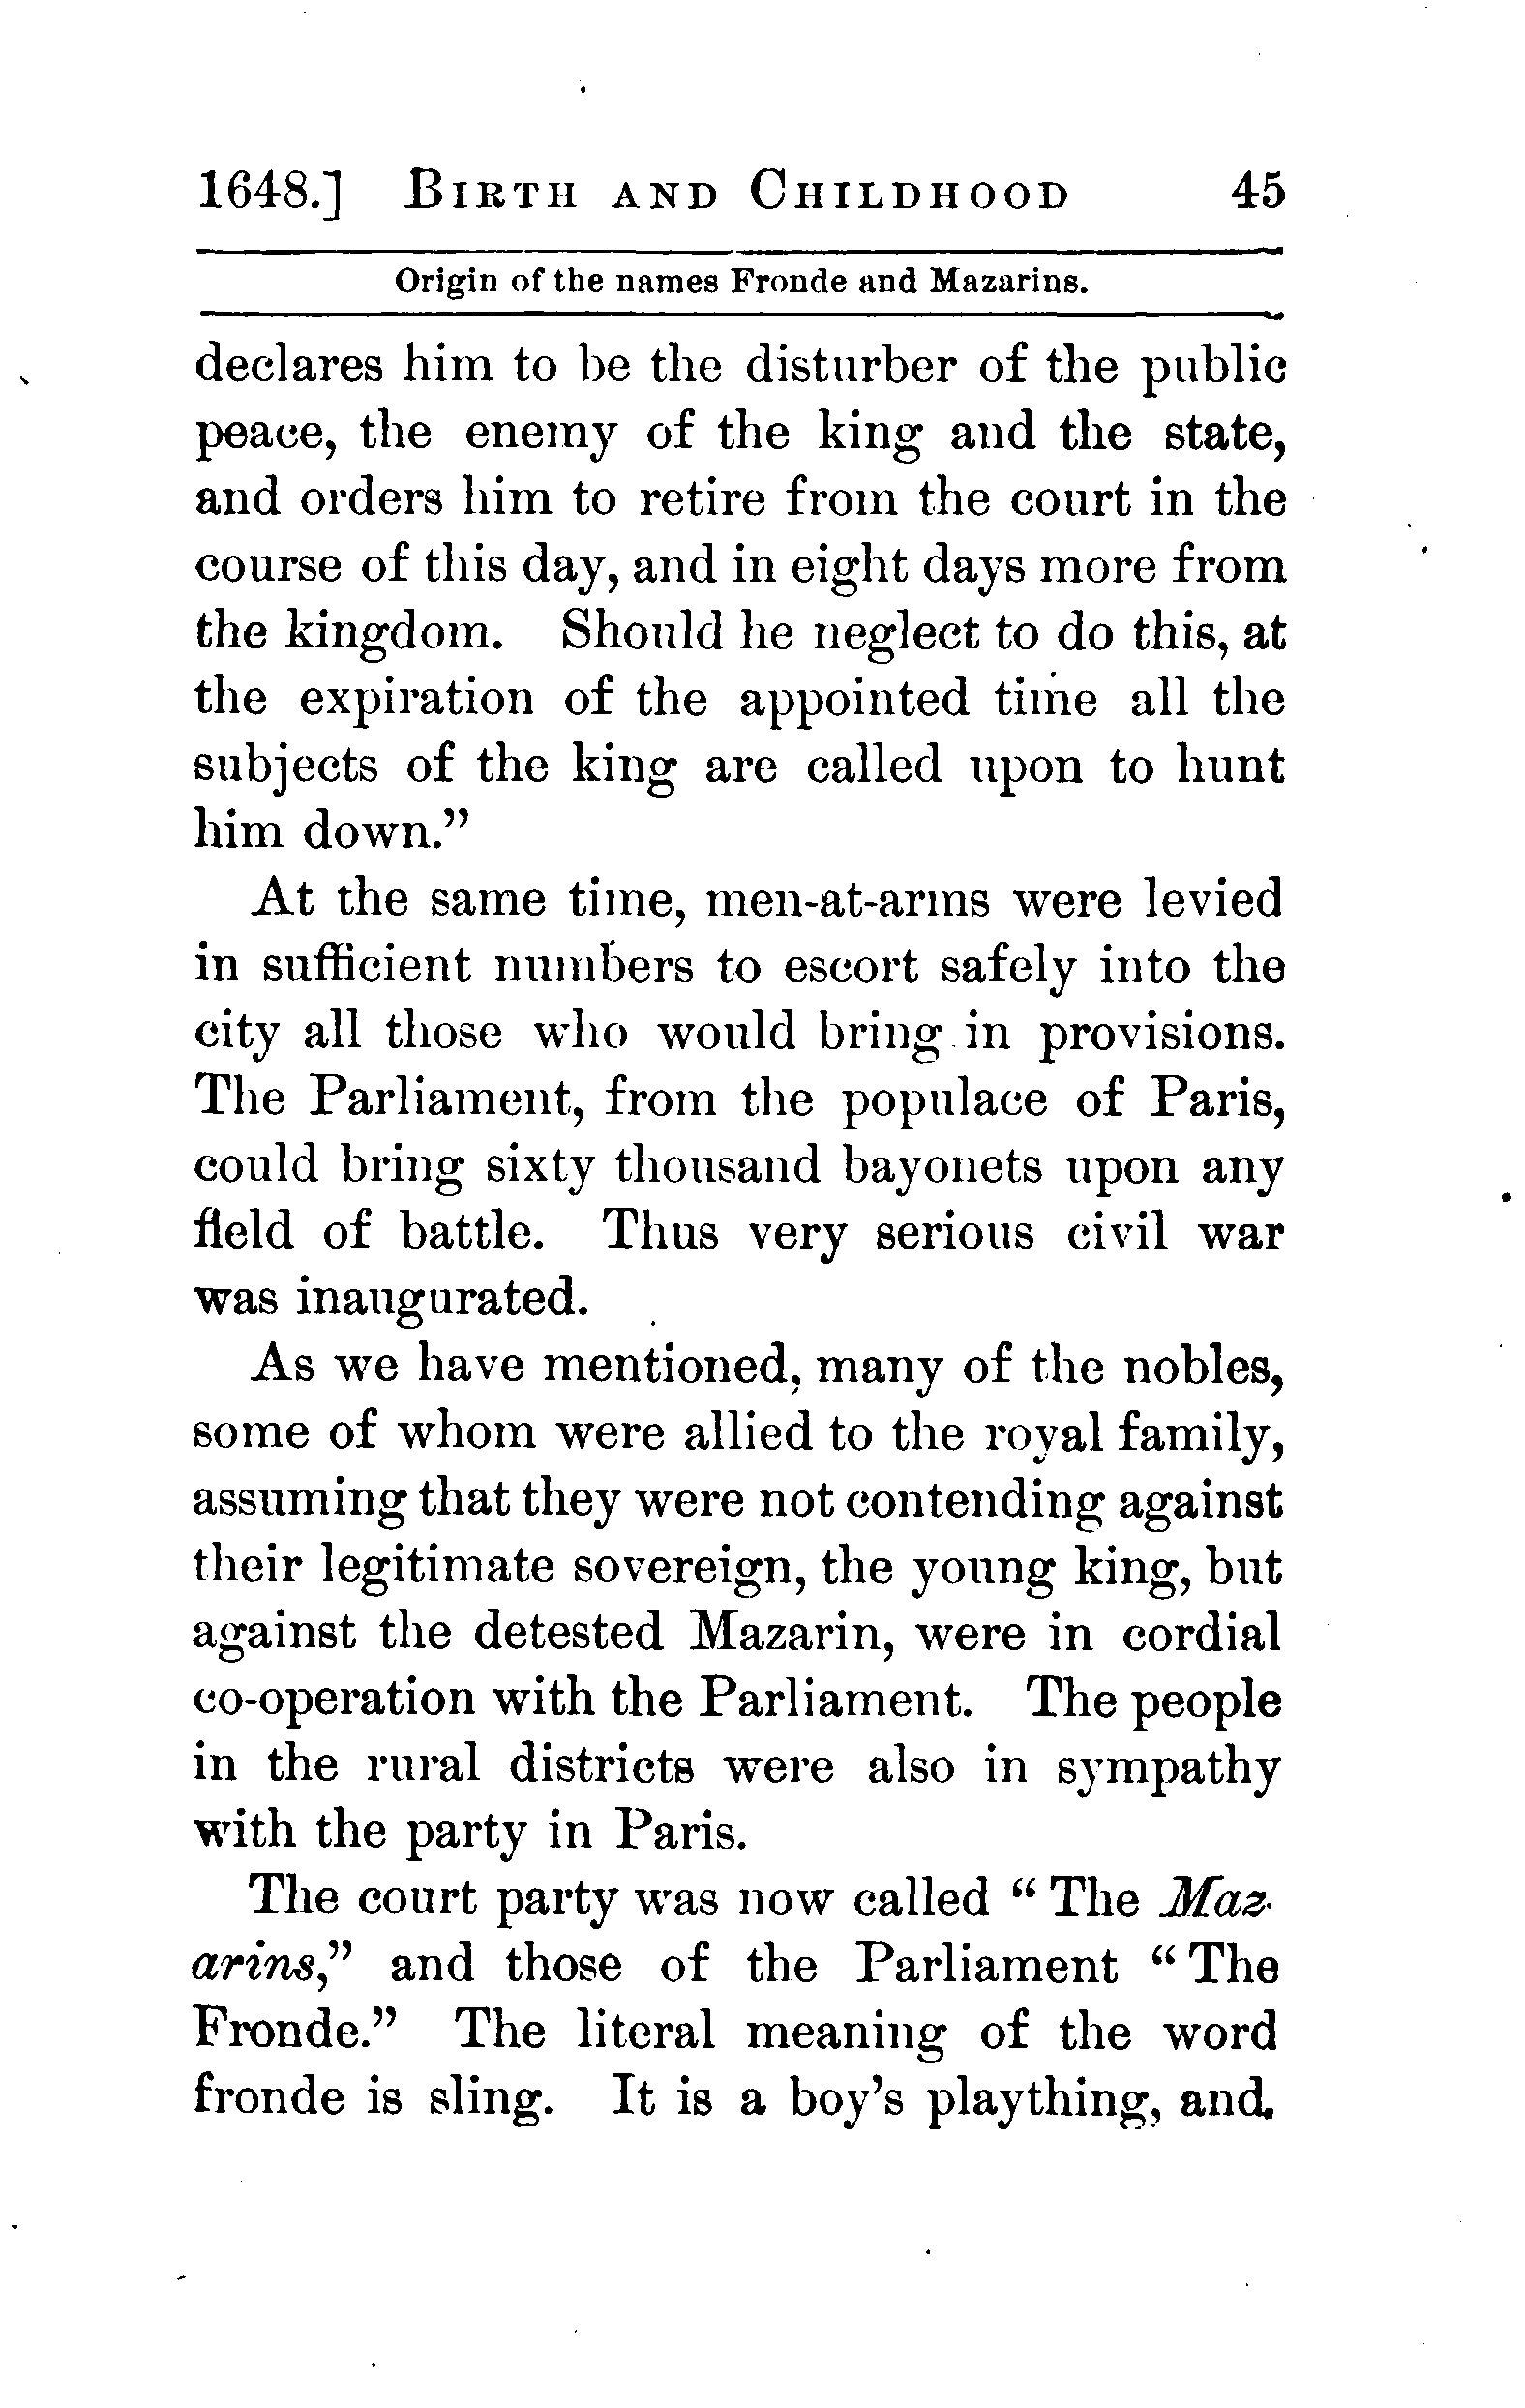 1648.] BIRTH AND CHILDHOOD 45
Origin of the names Fronde and Mazarins.
declares him to be the disturber of the public
peace, the enemy of the king and the state,
and orders him to retire from the court in the
course of this day, and in eight days more from
the kingdom. Should he neglect to do this, at
the expiration of the appointed time all the
subjects of the king are called upon to hunt
him down.”
At the same time, men-at-arms were levied
in sufficient numbers to escort safely into the
city all those who would bring in provisions.
The Parliament, from the populace of Paris,
could bring sixty thousand bayonets upon any
field of battle. Thus very serious civil war
was inaugurated.
As we have mentioned, many of the nobles,
some of whom were allied to the royal family,
assuming that they were not contending against
their legitimate sovereign, the young king, but
against the detested Mazarin, were in cordial
co-operation with the Parliament. The people
in the rural districts were also in sympathy
with the party in Paris.
The court party was now called “The Maz-
arins,” and those of the Parliament “The
Fronde.” The literal meaning of the word
fronde is sling. It is a boy’s plaything, and